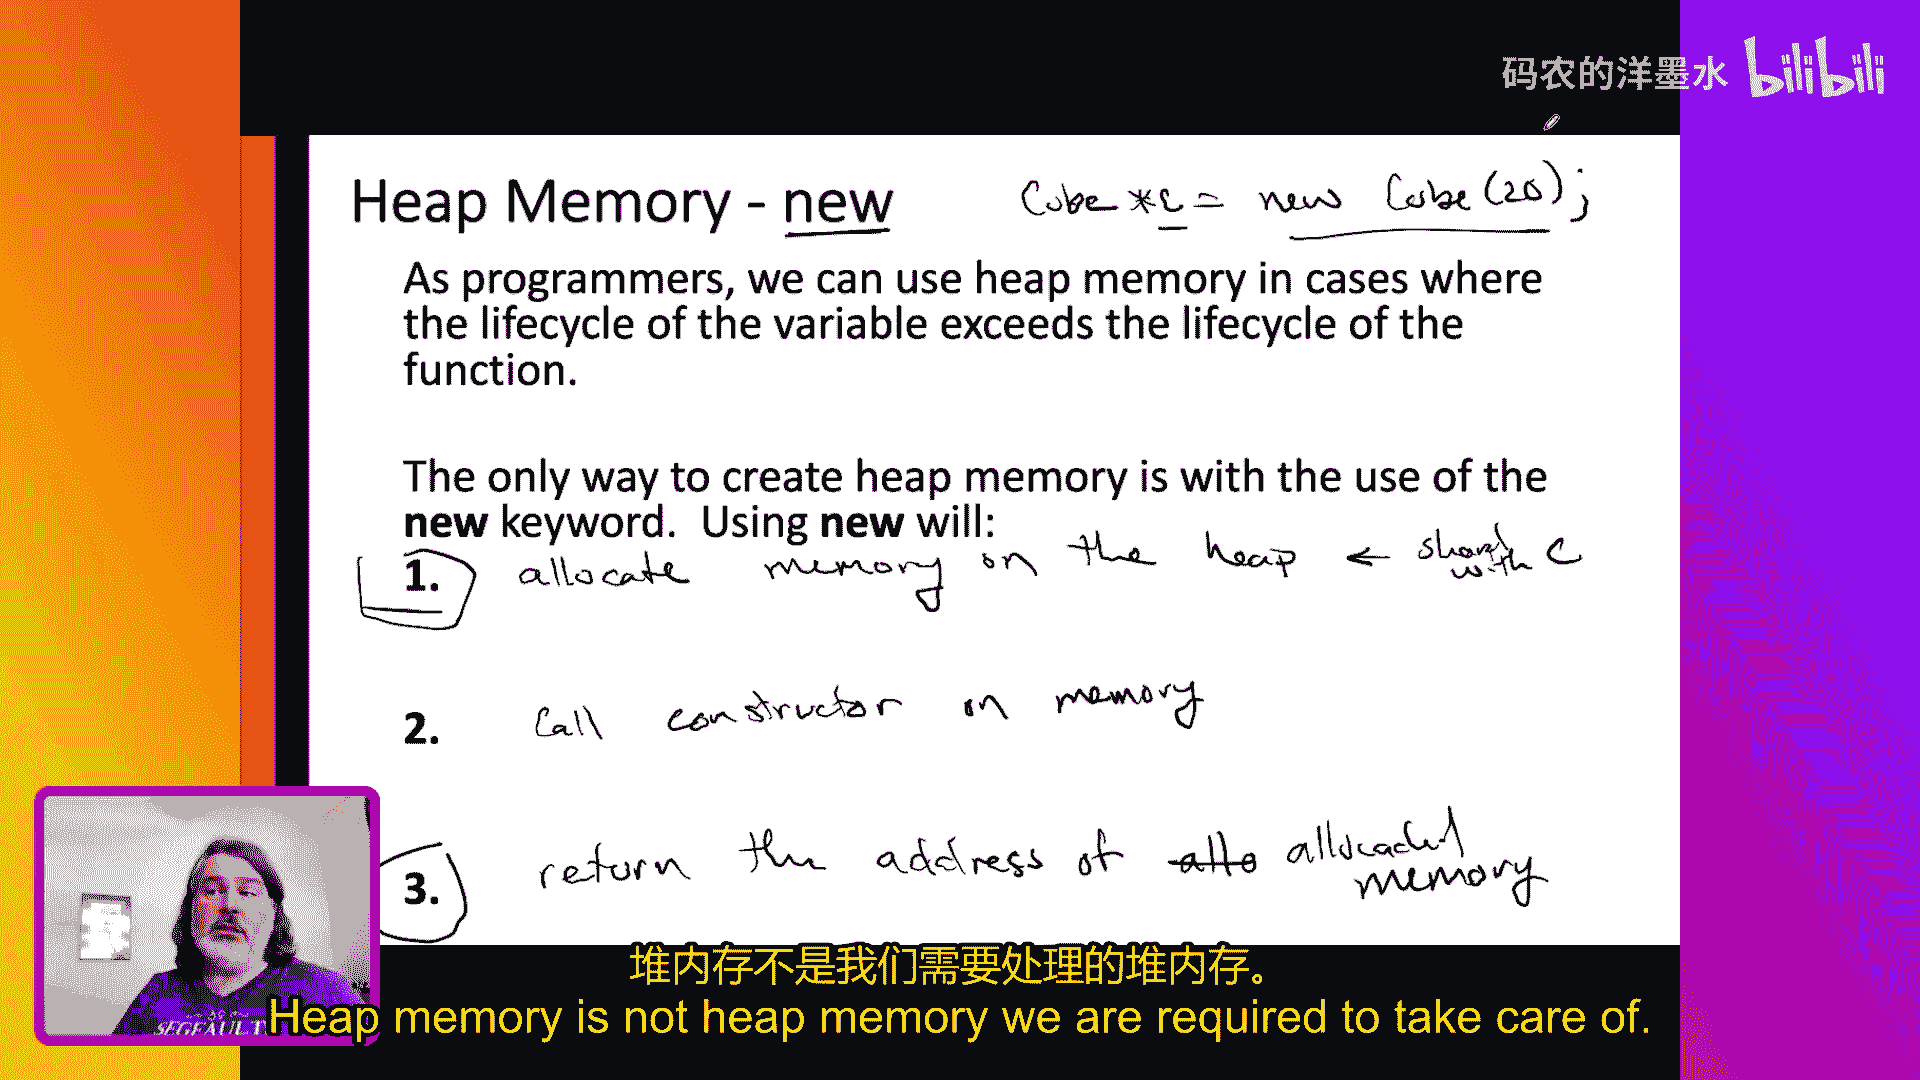 码农的洋墨水 bilibili
Heap Memory - new
Cube *c = new Cube(20);
As programmers, we can use heap memory in cases where
the lifecycle of the variable exceeds the lifecycle of the
function.
The only way to create heap memory is with the use of the
new keyword. Using new will:
1. allocate memory on the heap ← shared with C
2. call constructor on memory
3. return the address of allo allocated
memory
SEGFAULT
堆内存不是我们需要处理的堆内存。
Heap memory is not heap memory we are required to take care of.